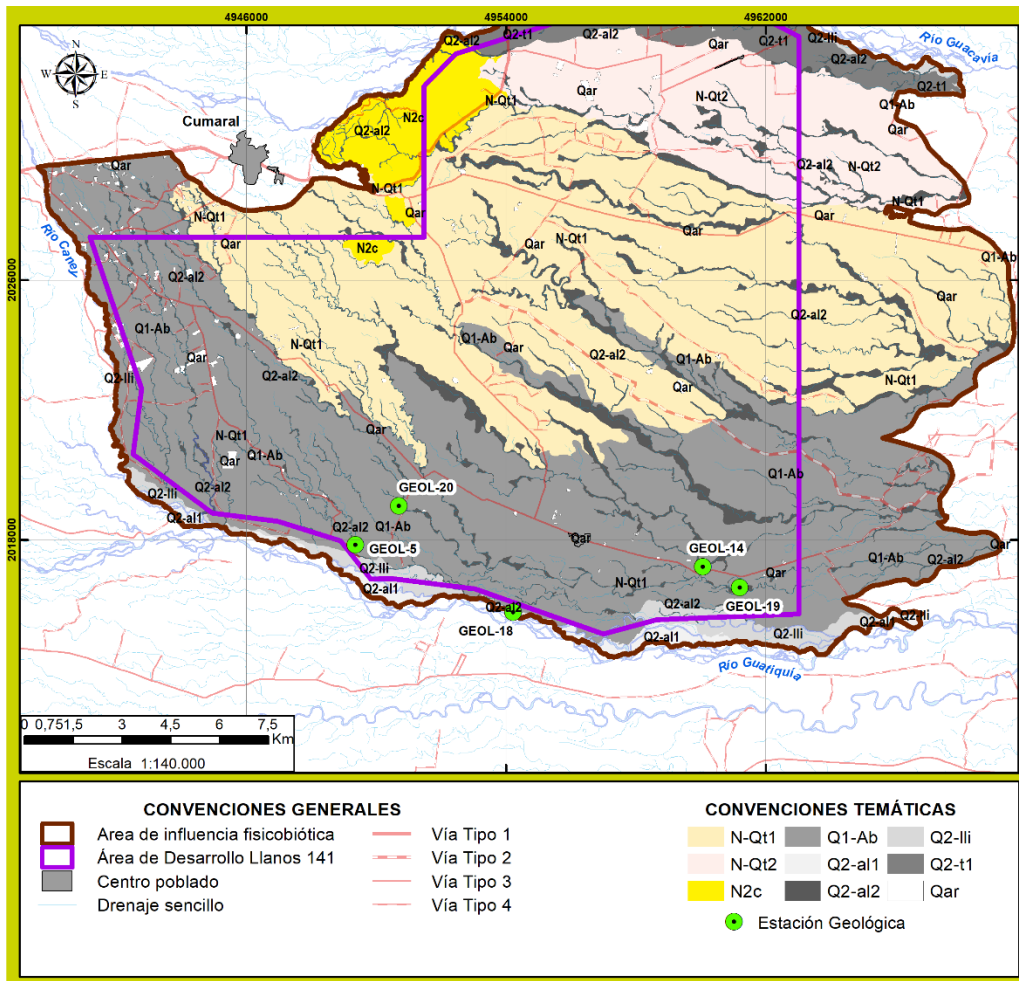 4946000 4954000 4962000
N
W E
S
Q2-al2 Q2-t1 Q2-al2 Qar Q2-t1 Q2-lli
Rio Guacavia
Q2-al2
Q2-t1
Qar
N-Qt1 N-Qt2 Q1-Ab
N2c Qar
Cumaral
Q2-al2
Q2-al2
N-Qt2
Qar
N-Qt1 N-Qt1
N-Qt1 Qar Qar Qar
Rio Caney
Qar N2c Qar N-Qt1 Q1-Ab
2026000
Q2-al2
Qar
Q2-al2
Q1-Ab Q1-Ab
Qar
Qar Q2-al2 Q1-Ab
N-Qt1
Q2-lli Q2-al2 Qar N-Qt1
N-Qt1 Qar
Q1-Ab
Qar
Q1-Ab
Q2-al2 GEOL-20
Q2-lli
Q2-al1
Q2-al2 Q1-Ab
2018000
GEOL-5 GEOL-14
Qar
Q1-Ab Q2-al2
Qar
Q2-lli
Q2-al1
N-Qt1
Q2-al2 GEOL-19
Q2-al2
GEOL-18
Q2-al1 Q2-lli
Q2-al1 Q2-lli
Rio Guatiquia
0 0,75 1,5 3 4,5 6 7,5
Km
Escala 1:140.000
CONVENCIONES GENERALES
Area de influencia fisicobiótica
Área de Desarrollo Llanos 141
Centro poblado
Drenaje sencillo
Vía Tipo 1
Vía Tipo 2
Vía Tipo 3
Vía Tipo 4
CONVENCIONES TEMÁTICAS
N-Qt1 Q1-Ab Q2-lli
N-Qt2 Q2-al1 Q2-t1
N2c Q2-al2 Qar
Estación Geológica